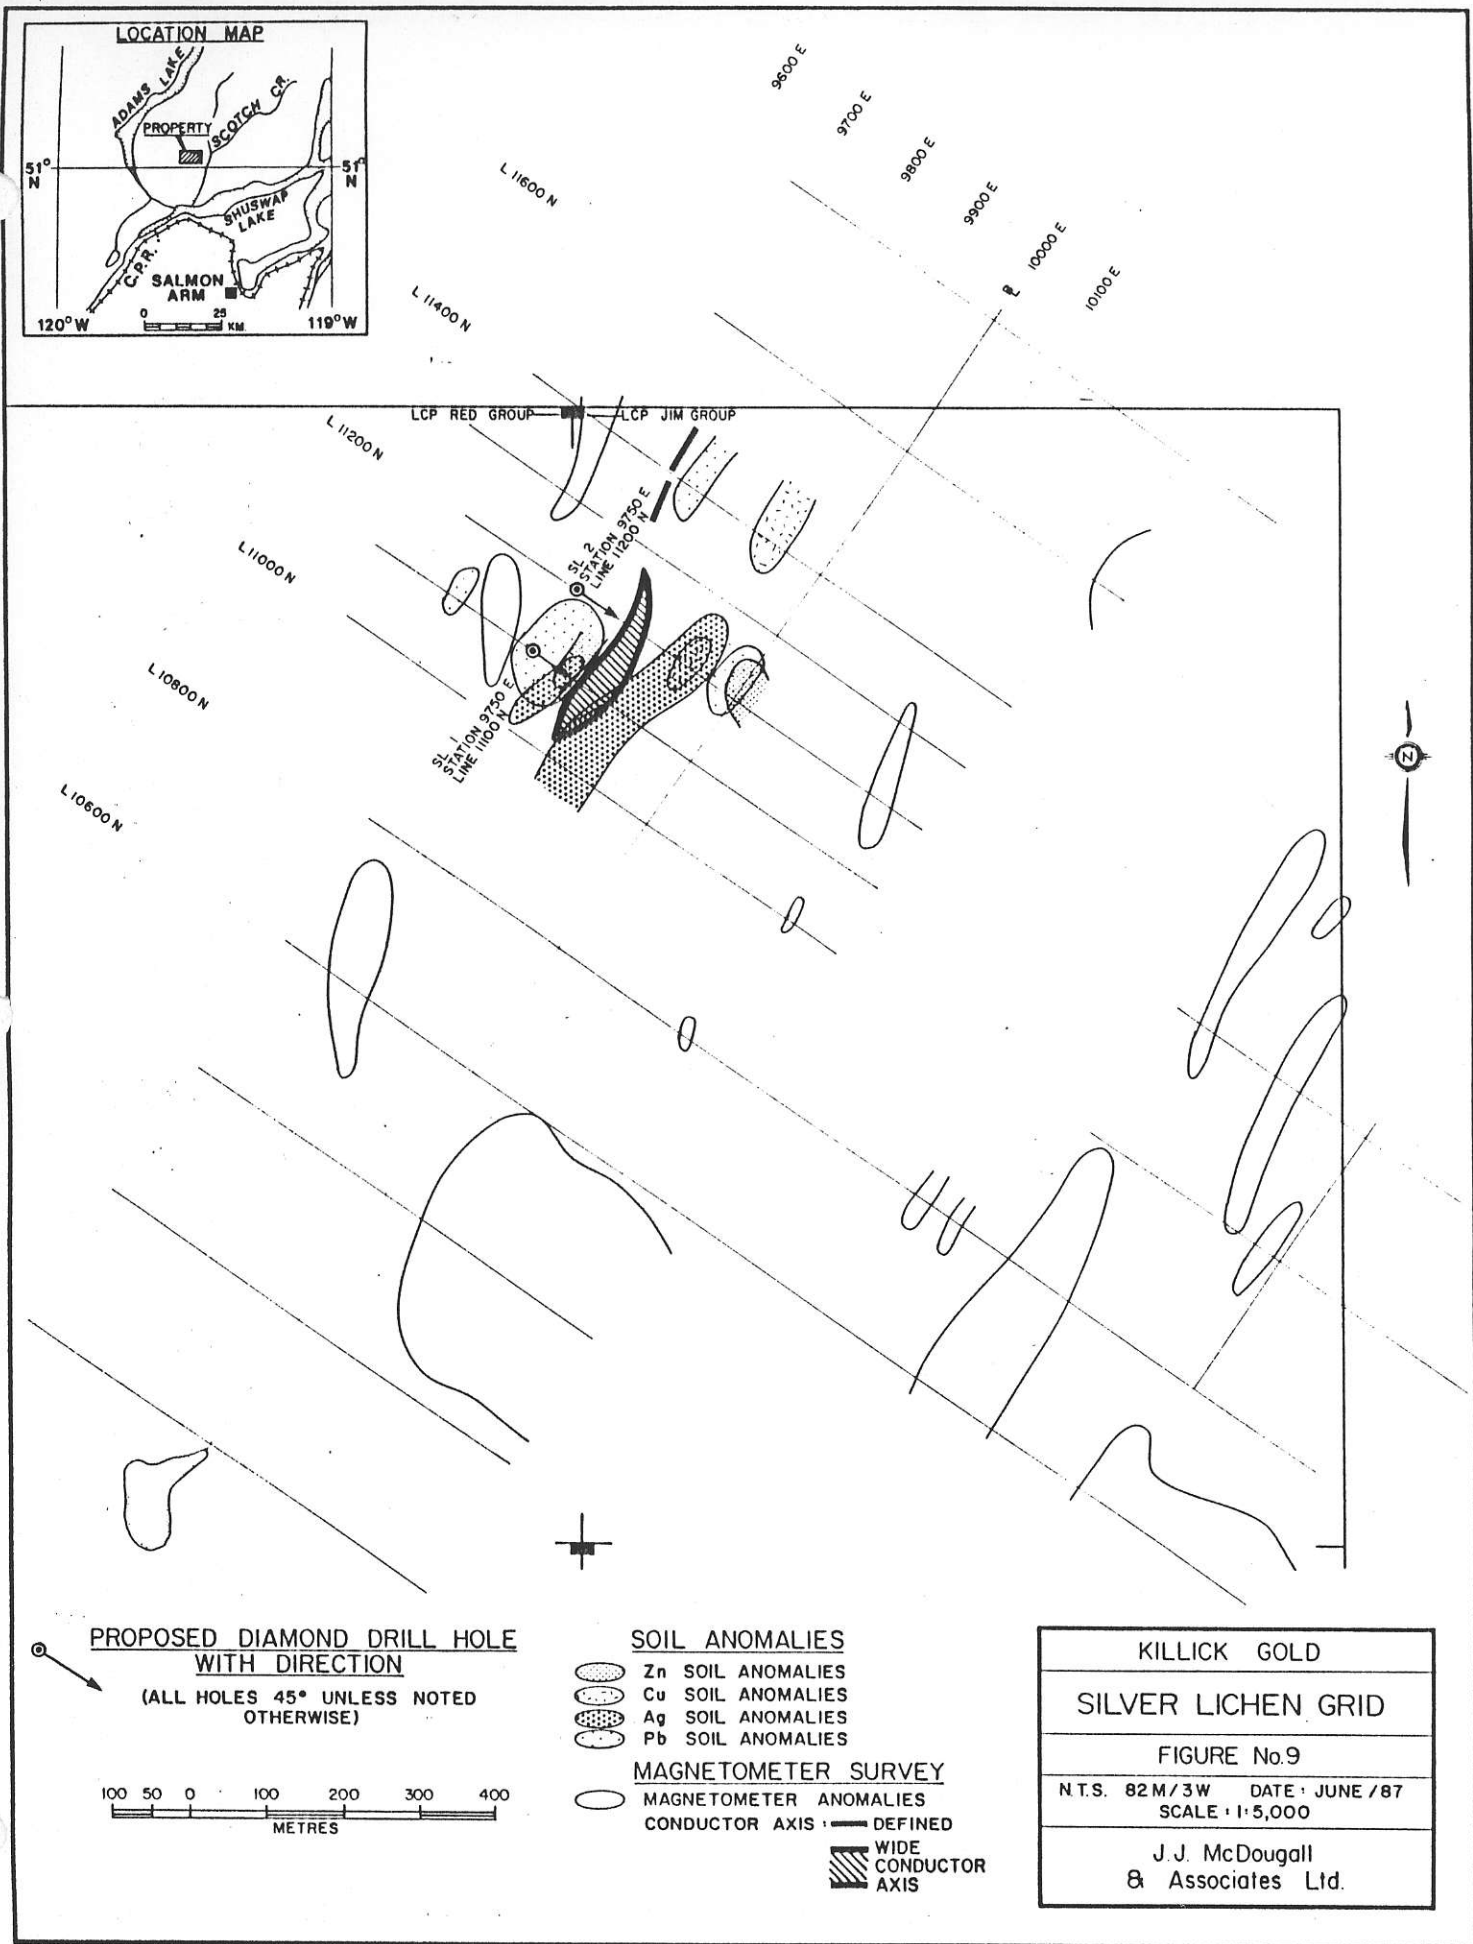 LOCATION MAP
ADAMS LAKE
SCOTCH CR.
PROPERTY
51°
N
51°
N
SHUSWAP
LAKE
C.P.R.
SALMON
ARM
0 25
KM.
120°W
119°W
9600 E
9700 E
9800 E
9900 E
10000 E
10100 E
BL
L 11600 N
L 11400 N
L 11200 N
L 11000 N
L 10800 N
L 10600 N
LCP RED GROUP
LCP JIM GROUP
SL 2
STATION 9750 E
LINE 11200 N
SL 1
STATION 9750 E
LINE 11100 N
N
PROPOSED DIAMOND DRILL HOLE
WITH DIRECTION
(ALL HOLES 45° UNLESS NOTED
OTHERWISE)
100 50 0 100 200 300 400
METRES
SOIL ANOMALIES
Zn SOIL ANOMALIES
Cu SOIL ANOMALIES
Ag SOIL ANOMALIES
Pb SOIL ANOMALIES
MAGNETOMETER SURVEY
MAGNETOMETER ANOMALIES
CONDUCTOR AXIS: DEFINED
WIDE
CONDUCTOR
AXIS
KILLICK GOLD
SILVER LICHEN GRID
FIGURE No.9
N.T.S. 82M/3W DATE: JUNE/87
SCALE: 1:5,000
J.J. McDougall
& Associates Ltd.